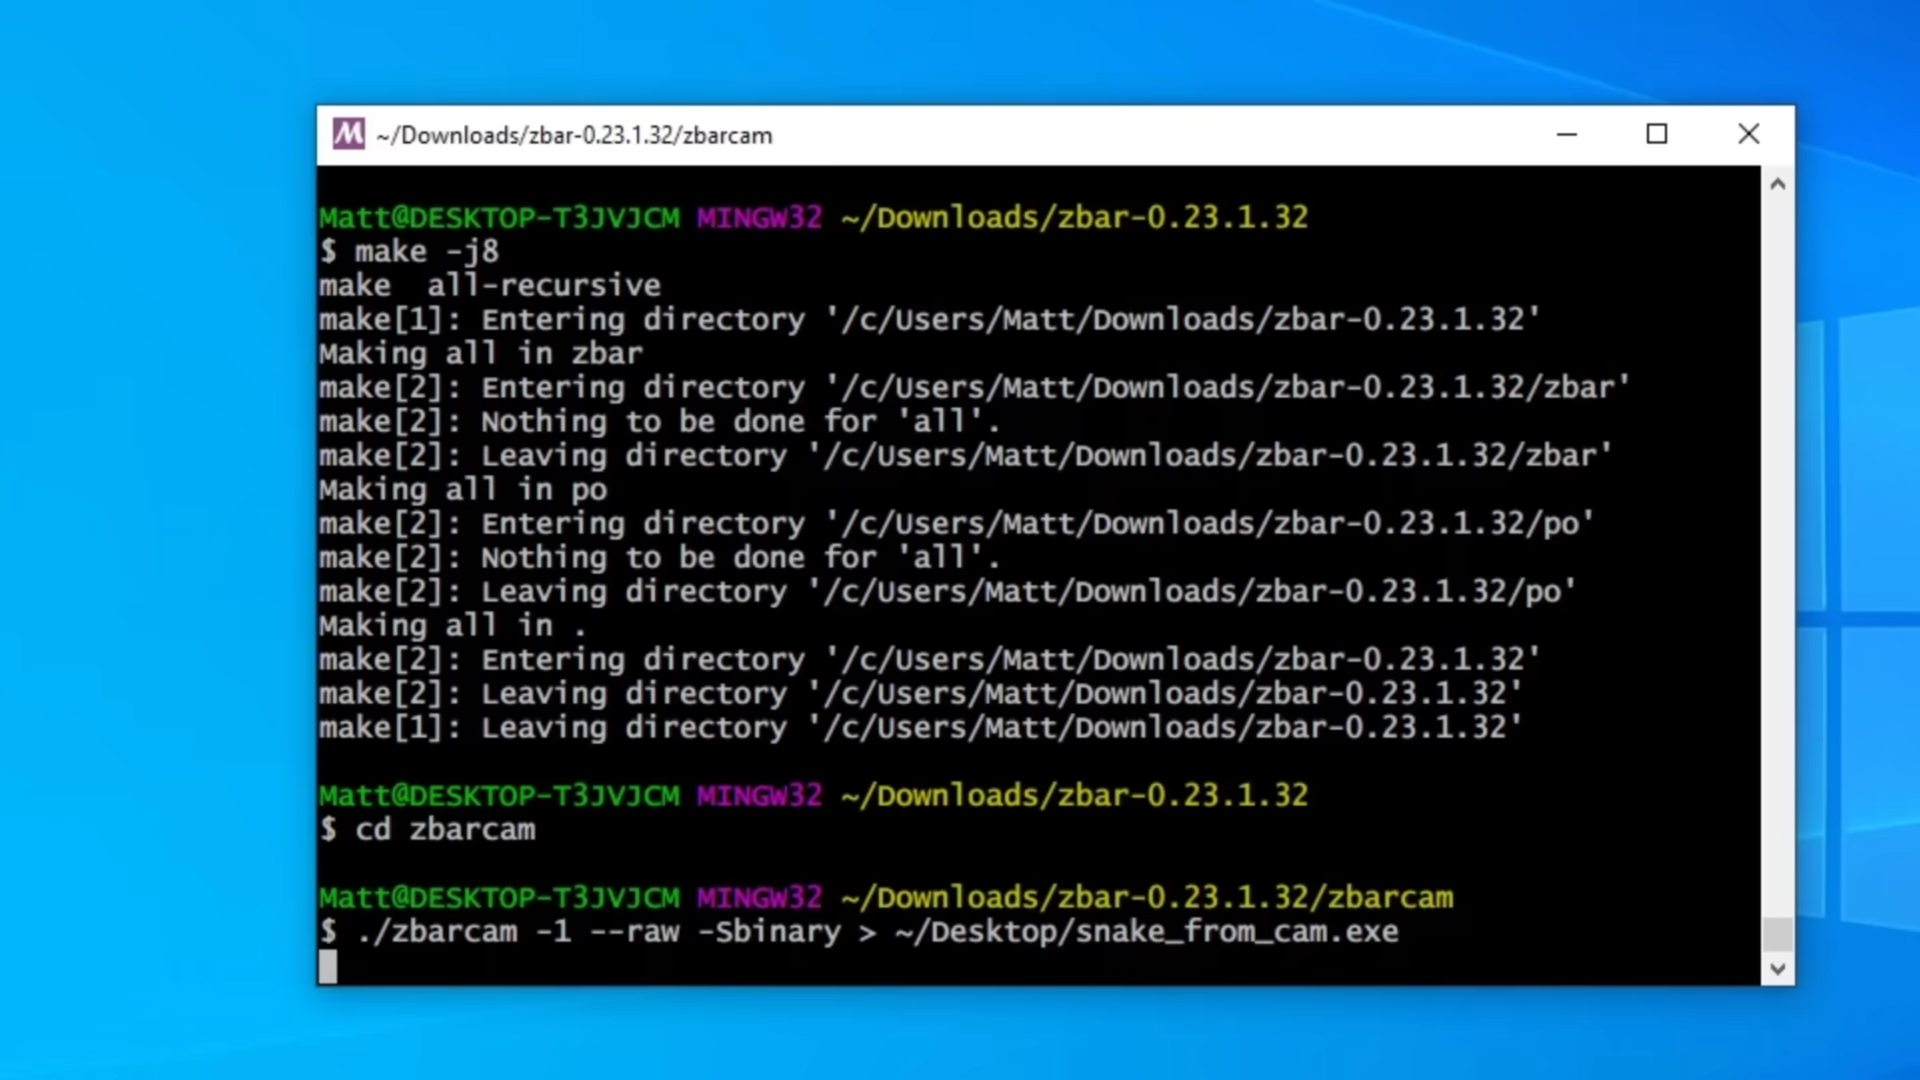 ~/Downloads/zbar-0.23.1.32/zbarcam
Matt@DESKTOP-T3JVJCM MINGW32 ~/Downloads/zbar-0.23.1.32
$ make -j8
make  all-recursive
make[1]: Entering directory '/c/Users/Matt/Downloads/zbar-0.23.1.32'
Making all in zbar
make[2]: Entering directory '/c/Users/Matt/Downloads/zbar-0.23.1.32/zbar'
make[2]: Nothing to be done for 'all'.
make[2]: Leaving directory '/c/Users/Matt/Downloads/zbar-0.23.1.32/zbar'
Making all in po
make[2]: Entering directory '/c/Users/Matt/Downloads/zbar-0.23.1.32/po'
make[2]: Nothing to be done for 'all'.
make[2]: Leaving directory '/c/Users/Matt/Downloads/zbar-0.23.1.32/po'
Making all in .
make[2]: Entering directory '/c/Users/Matt/Downloads/zbar-0.23.1.32'
make[2]: Leaving directory '/c/Users/Matt/Downloads/zbar-0.23.1.32'
make[1]: Leaving directory '/c/Users/Matt/Downloads/zbar-0.23.1.32'
Matt@DESKTOP-T3JVJCM MINGW32 ~/Downloads/zbar-0.23.1.32
$ cd zbarcam
Matt@DESKTOP-T3JVJCM MINGW32 ~/Downloads/zbar-0.23.1.32/zbarcam
$ ./zbarcam -1 --raw -Sbinary > ~/Desktop/snake_from_cam.exe